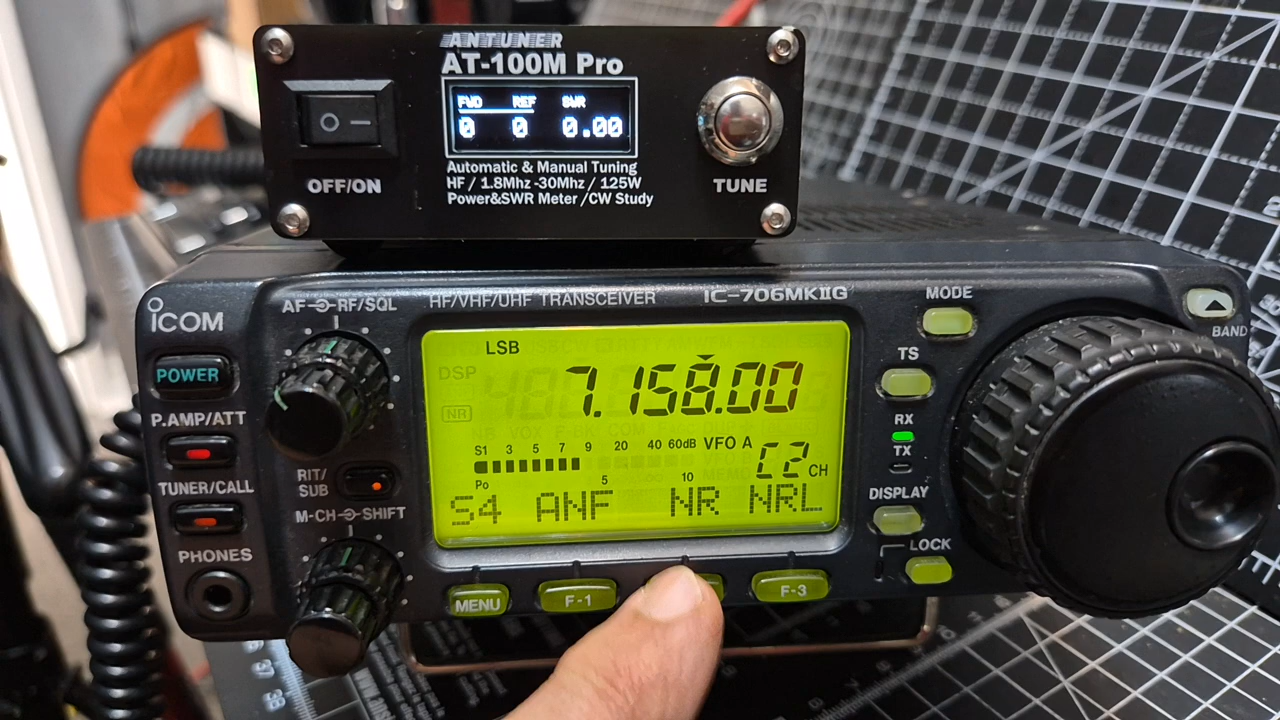 ANTUNER
AT-100M Pro
FWD REF SWR
0 0 0.00
OFF/ON
Automatic & Manual Tuning
HF / 1.8Mhz -30Mhz / 125W
Power&SWR Meter /CW Study
TUNE
ICOM
AF RF/SQL
HF/VHF/UHF TRANSCEIVER
IC-706MKIIG
MODE
BAND
POWER
TS
P.AMP/ATT
RX
TX
RIT/
SUB
TUNER/CALL
DISPLAY
M-CH SHIFT
LOCK
PHONES
LSB
DSP
7.158.00
NR
S1 3 5 7 9 20 40 60dB VFO A
C2 CH
Po 5 10
S4 ANF NR NRL
MENU
F-1
F-3